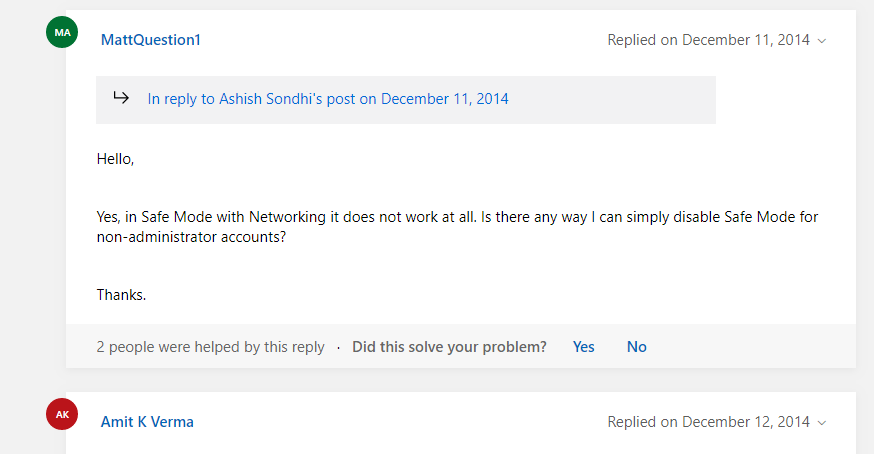 MA
MattQuestion1
Replied on December 11, 2014
In reply to Ashish Sondhi's post on December 11, 2014
Hello,
Yes, in Safe Mode with Networking it does not work at all. Is there any way I can simply disable Safe Mode for
non-administrator accounts?
Thanks.
2 people were helped by this reply · Did this solve your problem? Yes No
AK
Amit K Verma
Replied on December 12, 2014